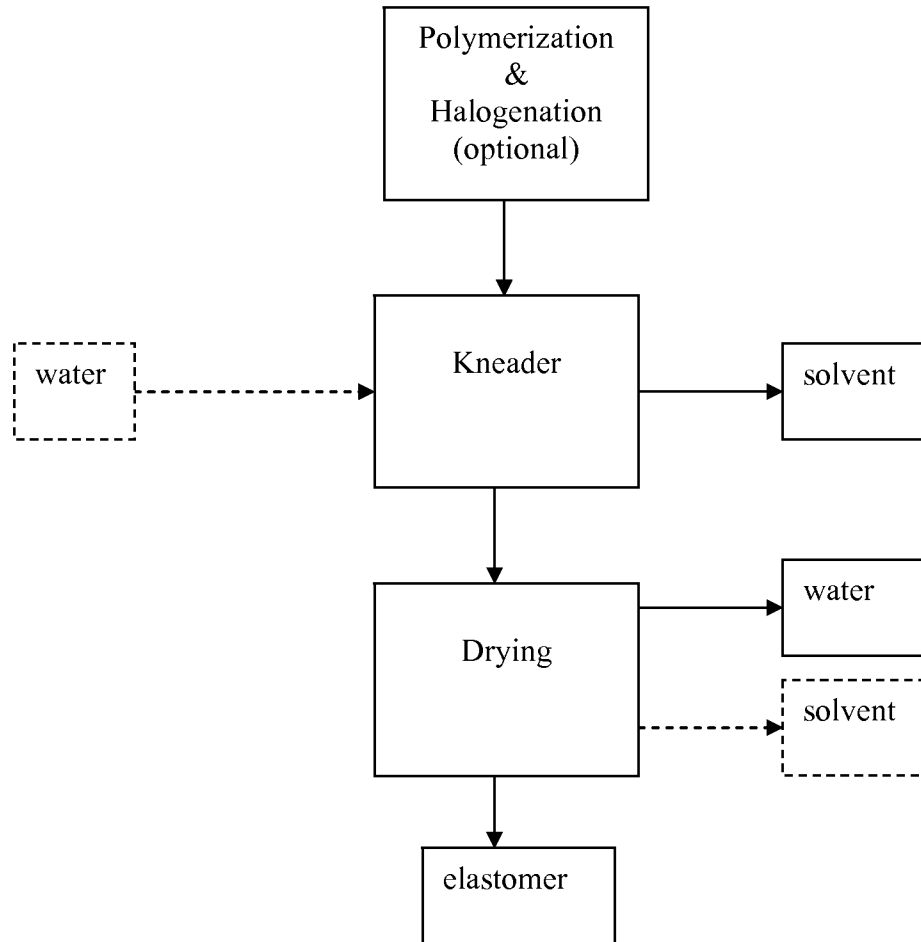 Polymerization
&
Halogenation
(optional)
water
Kneader
solvent
water
Drying
solvent
elastomer